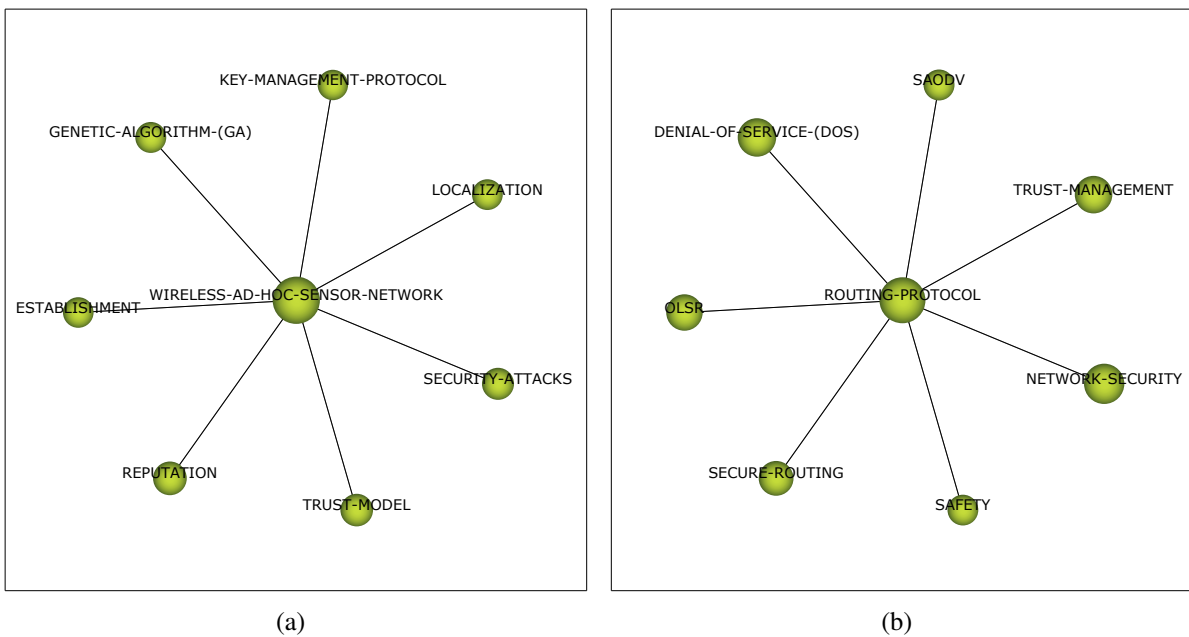 KEY-MANAGEMENT-PROTOCOL
GENETIC-ALGORITHM-(GA)
LOCALIZATION
WIRELESS-AD-HOC-SENSOR-NETWORK
ESTABLISHMENT
SECURITY-ATTACKS
REPUTATION
TRUST-MODEL
(a)
SAODV
DENIAL-OF-SERVICE-(DOS)
TRUST-MANAGEMENT
ROUTING-PROTOCOL
OLSR
NETWORK-SECURITY
SECURE-ROUTING
SAFETY
(b)